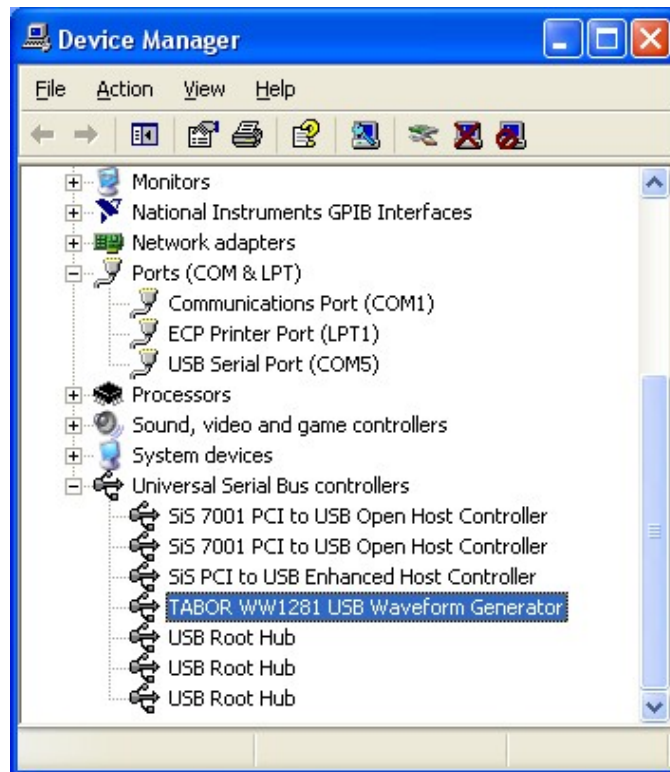 Device Manager
File Action View Help
Monitors
National Instruments GPIB Interfaces
Network adapters
Ports (COM & LPT)
Communications Port (COM1)
ECP Printer Port (LPT1)
USB Serial Port (COM5)
Processors
Sound, video and game controllers
System devices
Universal Serial Bus controllers
SiS 7001 PCI to USB Open Host Controller
SiS 7001 PCI to USB Open Host Controller
SiS PCI to USB Enhanced Host Controller
TABOR WW1281 USB Waveform Generator
USB Root Hub
USB Root Hub
USB Root Hub